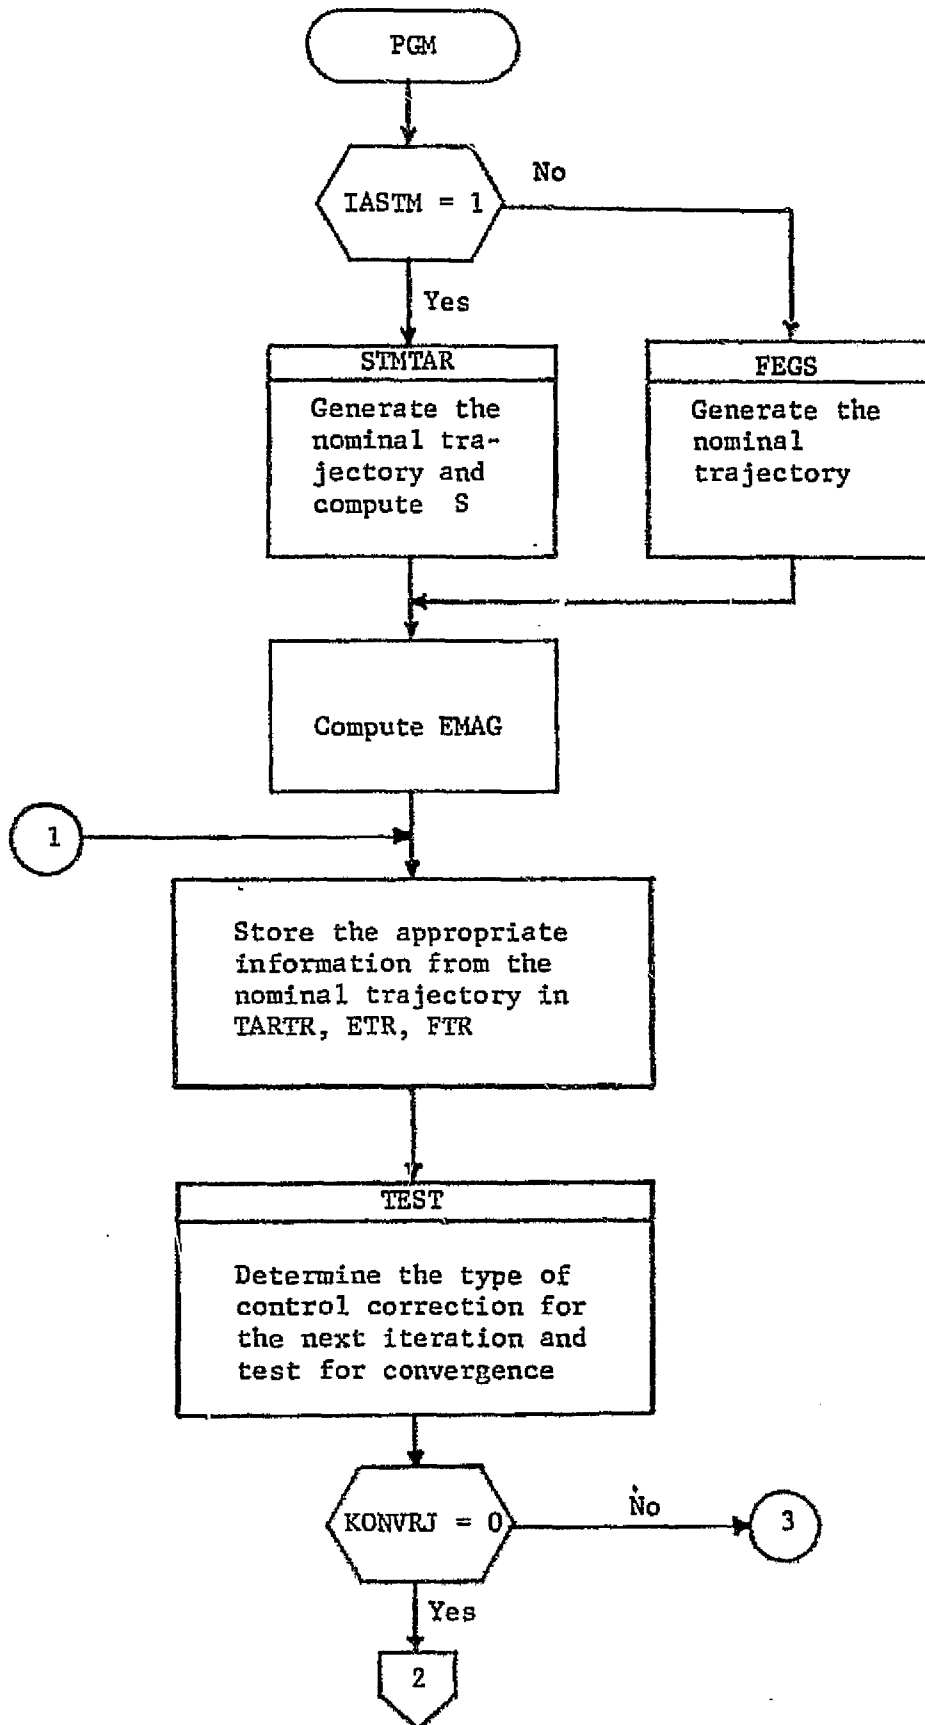 PGM
IASTM = 1
No
Yes
STMTAR
Generate the
nominal tra-
jectory and
compute S
FEGS
Generate the
nominal
trajectory
Compute EMAG
1
Store the appropriate
information from the
nominal trajectory in
TARTR, ETR, FTR
TEST
Determine the type of
control correction for
the next iteration and
test for convergence
KONVRJ = 0
No
3
Yes
2